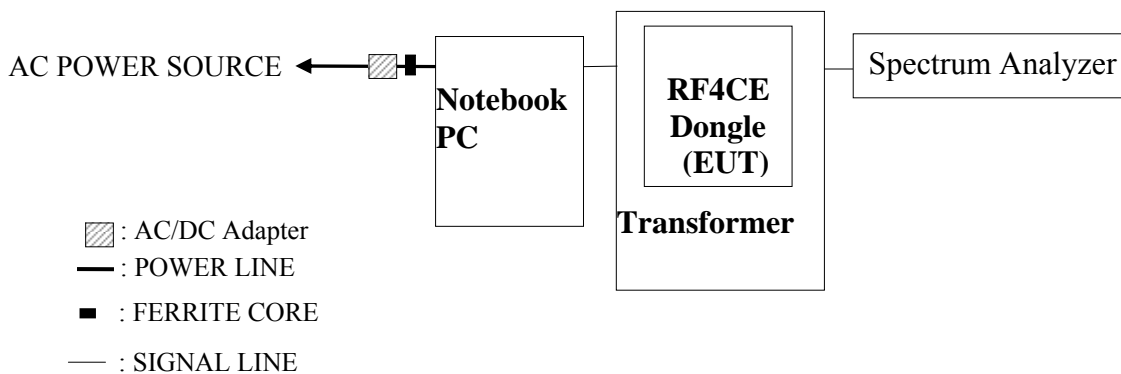 AC POWER SOURCE
Notebook
PC
RF4CE
Dongle
(EUT)
Transformer
Spectrum Analyzer
: AC/DC Adapter
: POWER LINE
: FERRITE CORE
: SIGNAL LINE